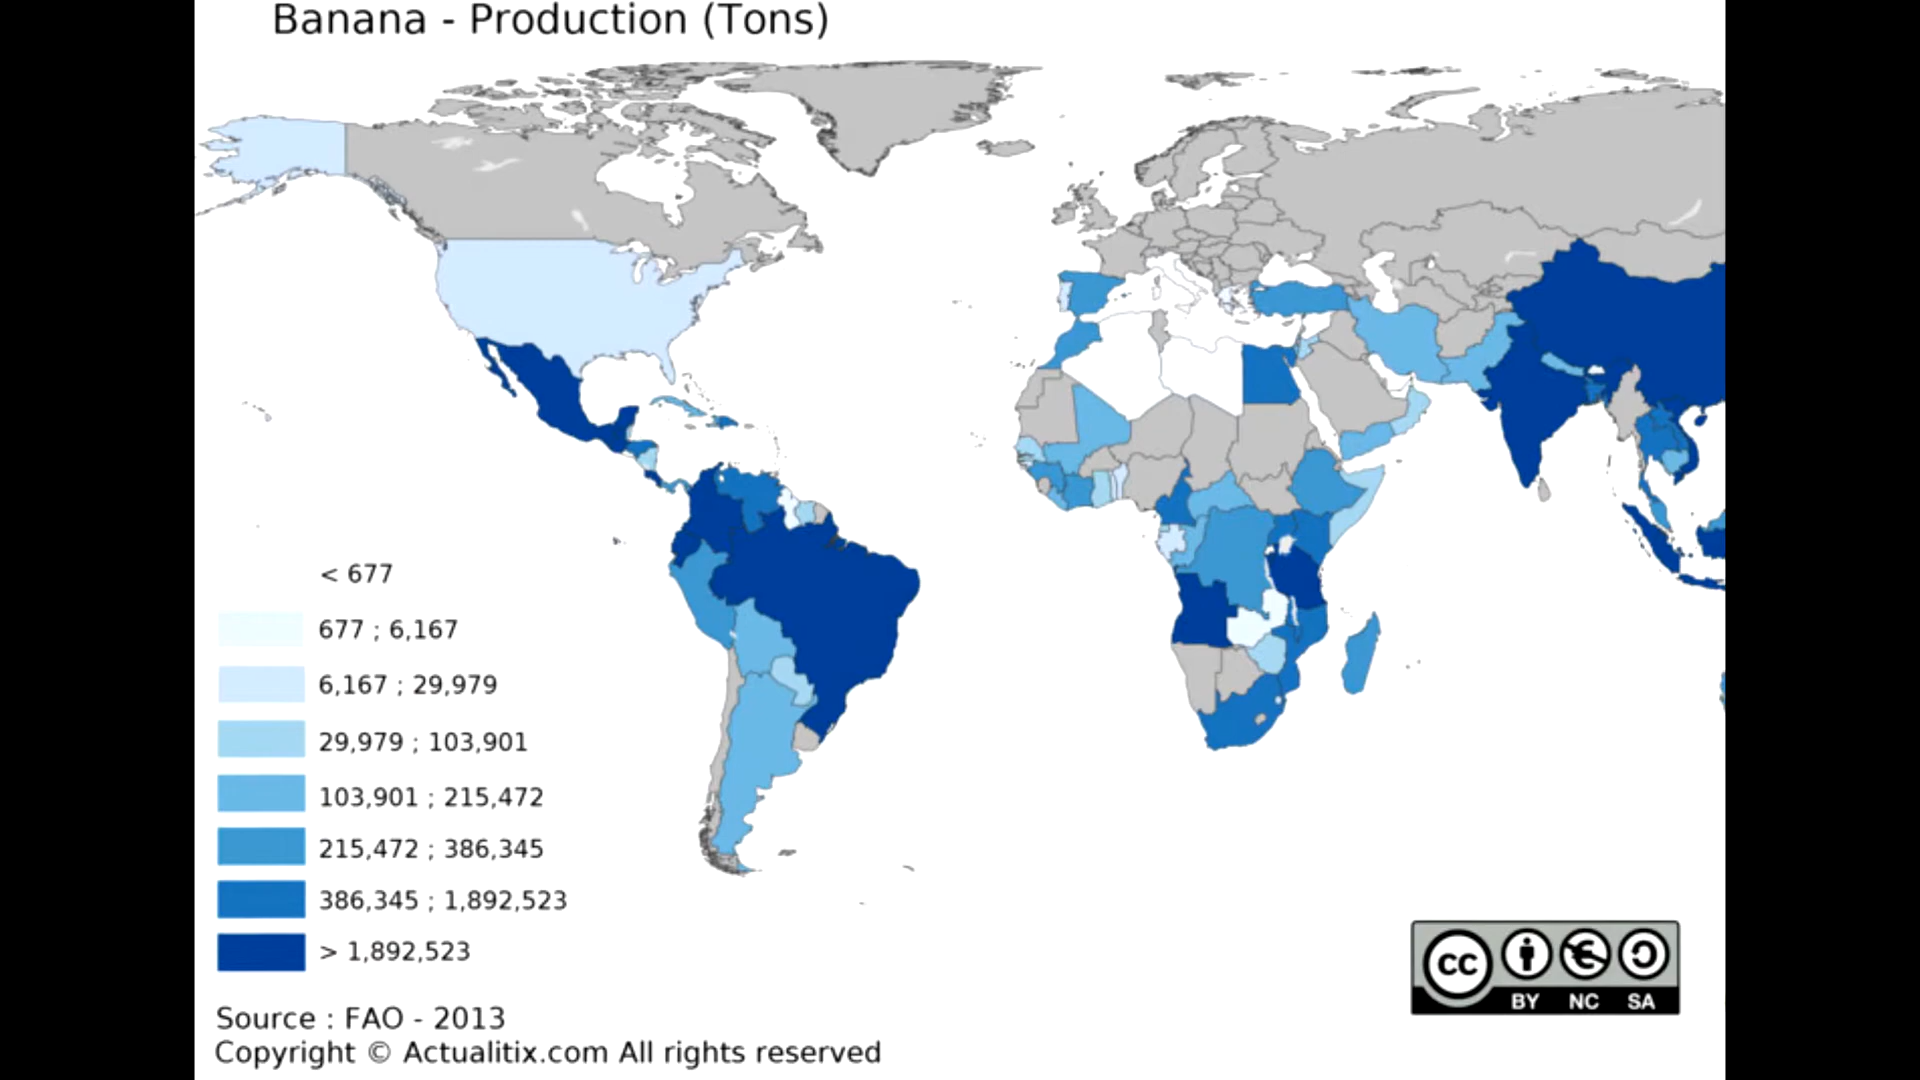 Banana - Production (Tons)
< 677
677 ; 6,167
6,167 ; 29,979
29,979 ; 103,901
103,901 ; 215,472
215,472 ; 386,345
386,345 ; 1,892,523
> 1,892,523
Source : FAO - 2013
Copyright © Actualitix.com All rights reserved
cc
BY NC SA